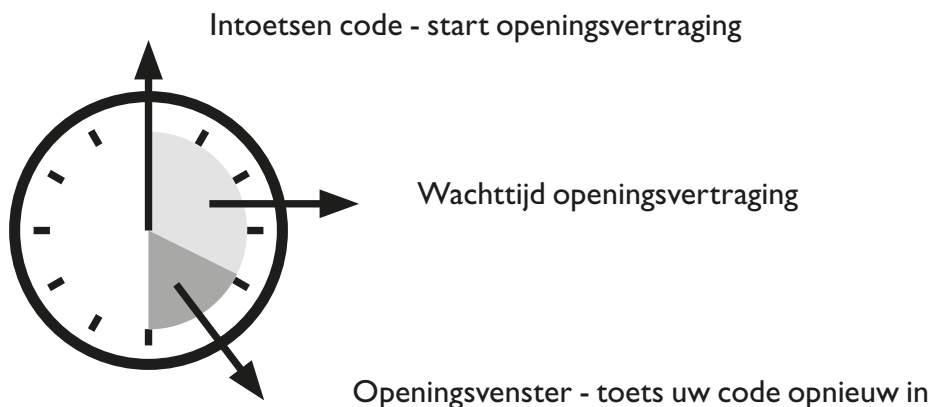 Intoetsen code - start openingsvertraging
Wachttijd openingsvertraging
Openingsvenster - toets uw code opnieuw in